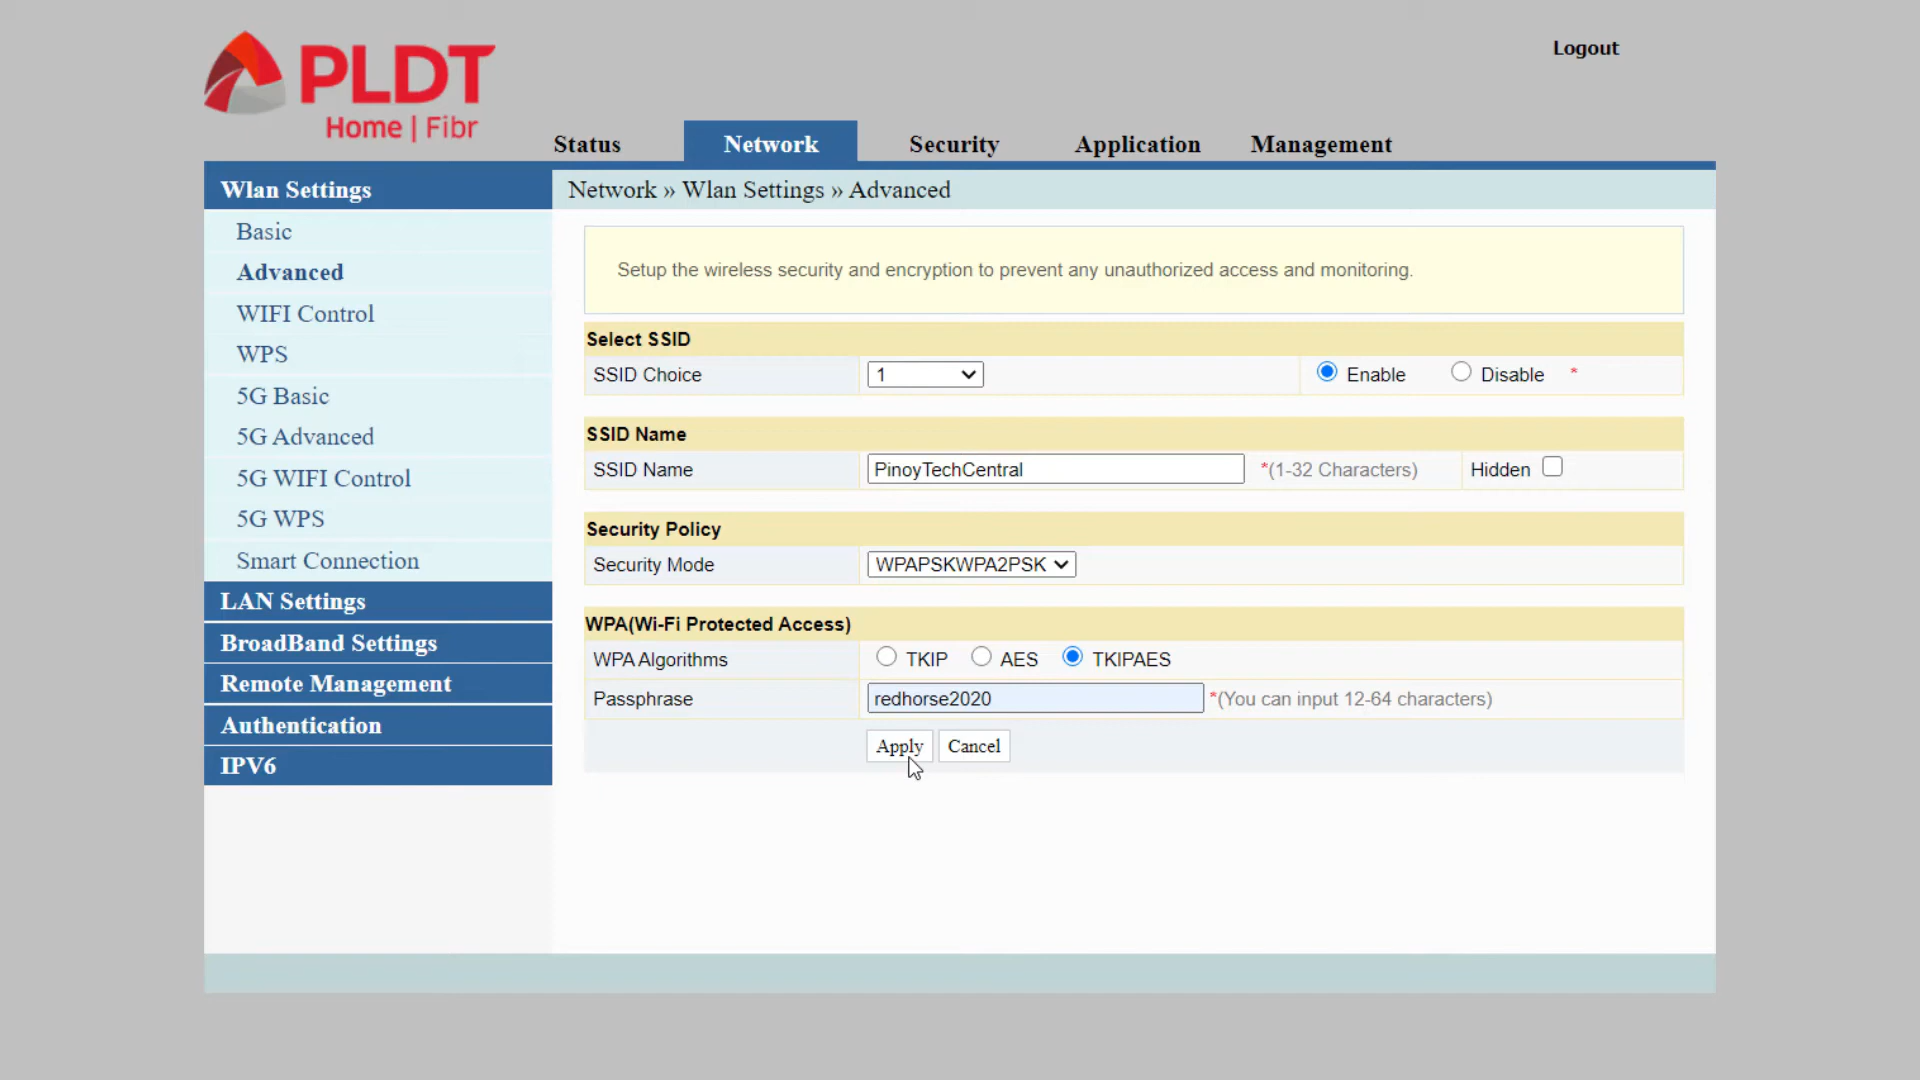 PLDT
Home | Fibr
Logout
Status
Network
Security
Application
Management
Wlan Settings
Network » Wlan Settings » Advanced
Basic
Advanced
WIFI Control
WPS
5G Basic
5G Advanced
5G WIFI Control
5G WPS
Smart Connection
LAN Settings
BroadBand Settings
Remote Management
Authentication
IPV6
Setup the wireless security and encryption to prevent any unauthorized access and monitoring.
Select SSID
SSID Choice 1 Enable Disable *
SSID Name
SSID Name PinoyTechCentral *(1-32 Characters) Hidden
Security Policy
Security Mode WPAPSKWPA2PSK
WPA(Wi-Fi Protected Access)
WPA Algorithms TKIP AES TKIPAES
Passphrase redhorse2020 *(You can input 12-64 characters)
Apply Cancel